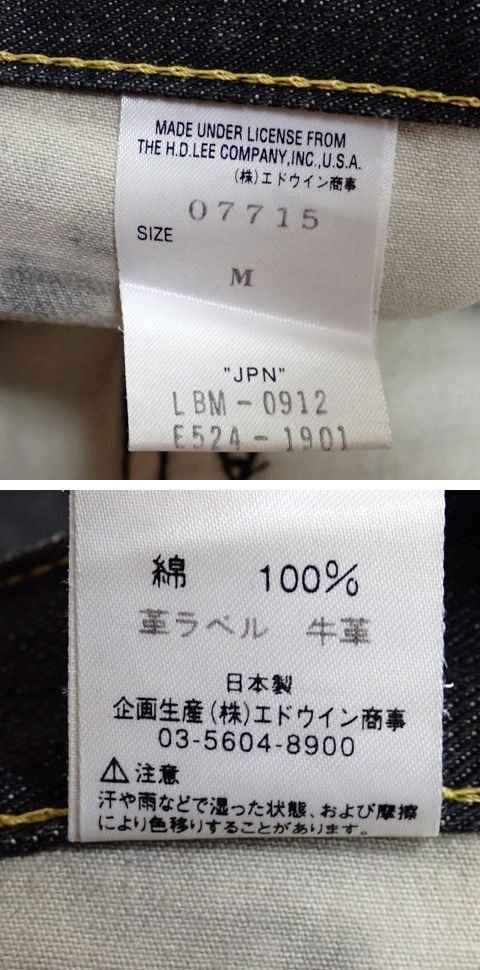 MADE UNDER LICENSE FROM
THE H.D.LEE COMPANY,INC.,U.S.A.
(株)エドウイン商事
07715
SIZE
M
"JPN"
LBM-0912
E524-1901
綿 100%
革ラベル 牛革
日本製
企画生産(株)エドウイン商事
03-5604-8900
⚠注意
汗や雨などで湿った状態、および摩擦
により色移りすることがあります。